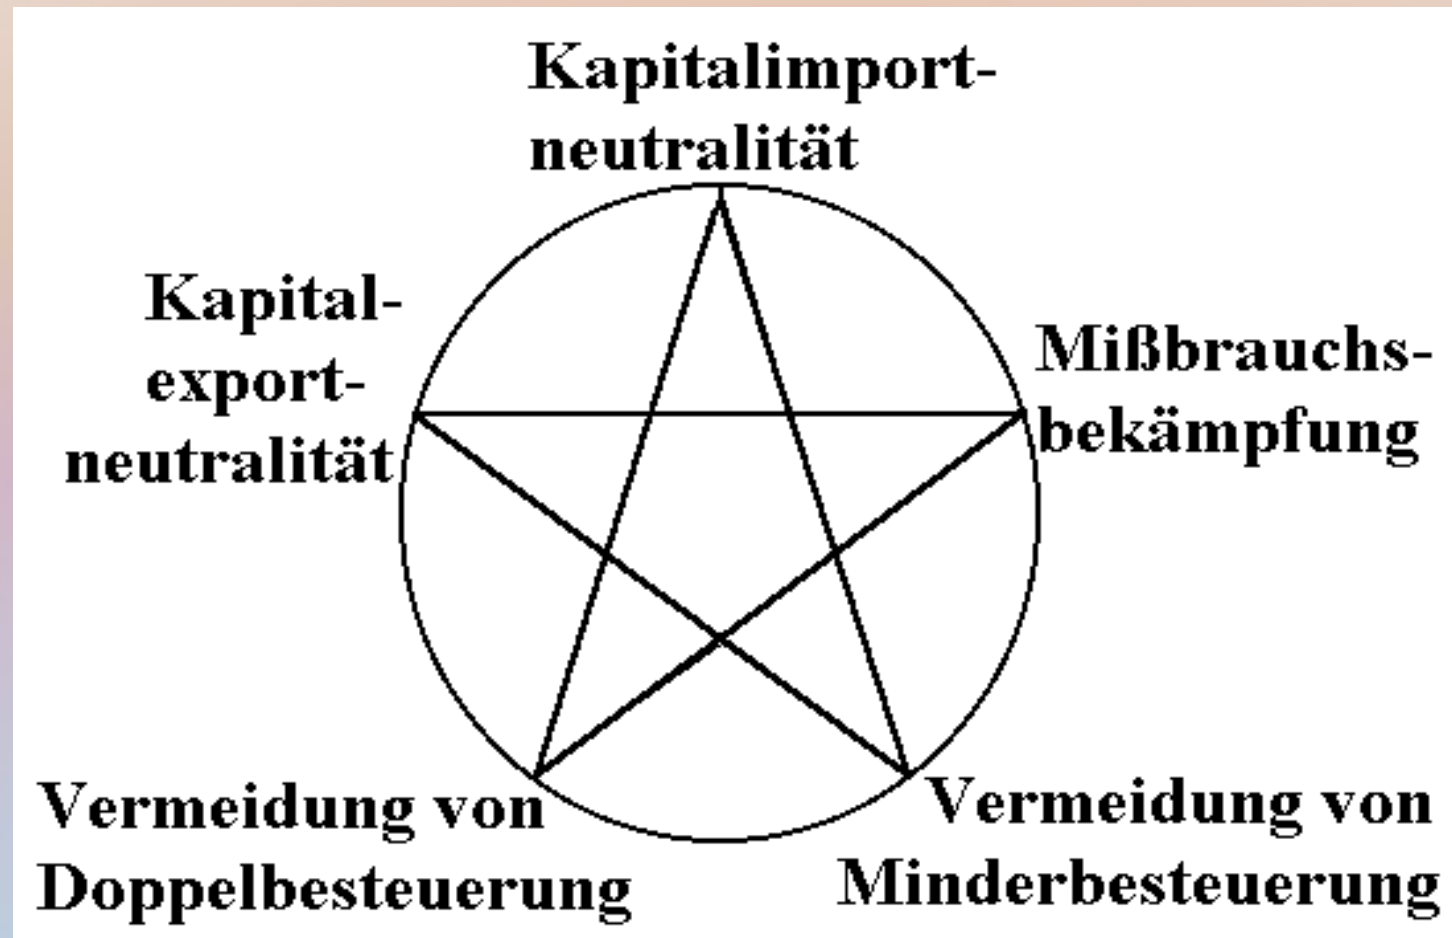 Kapitalimport-
neutralität
Kapital-
export-
neutralität
Mißbrauchs-
bekämpfung
Vermeidung von
Doppelbesteuerung
Vermeidung von
Minderbesteuerung